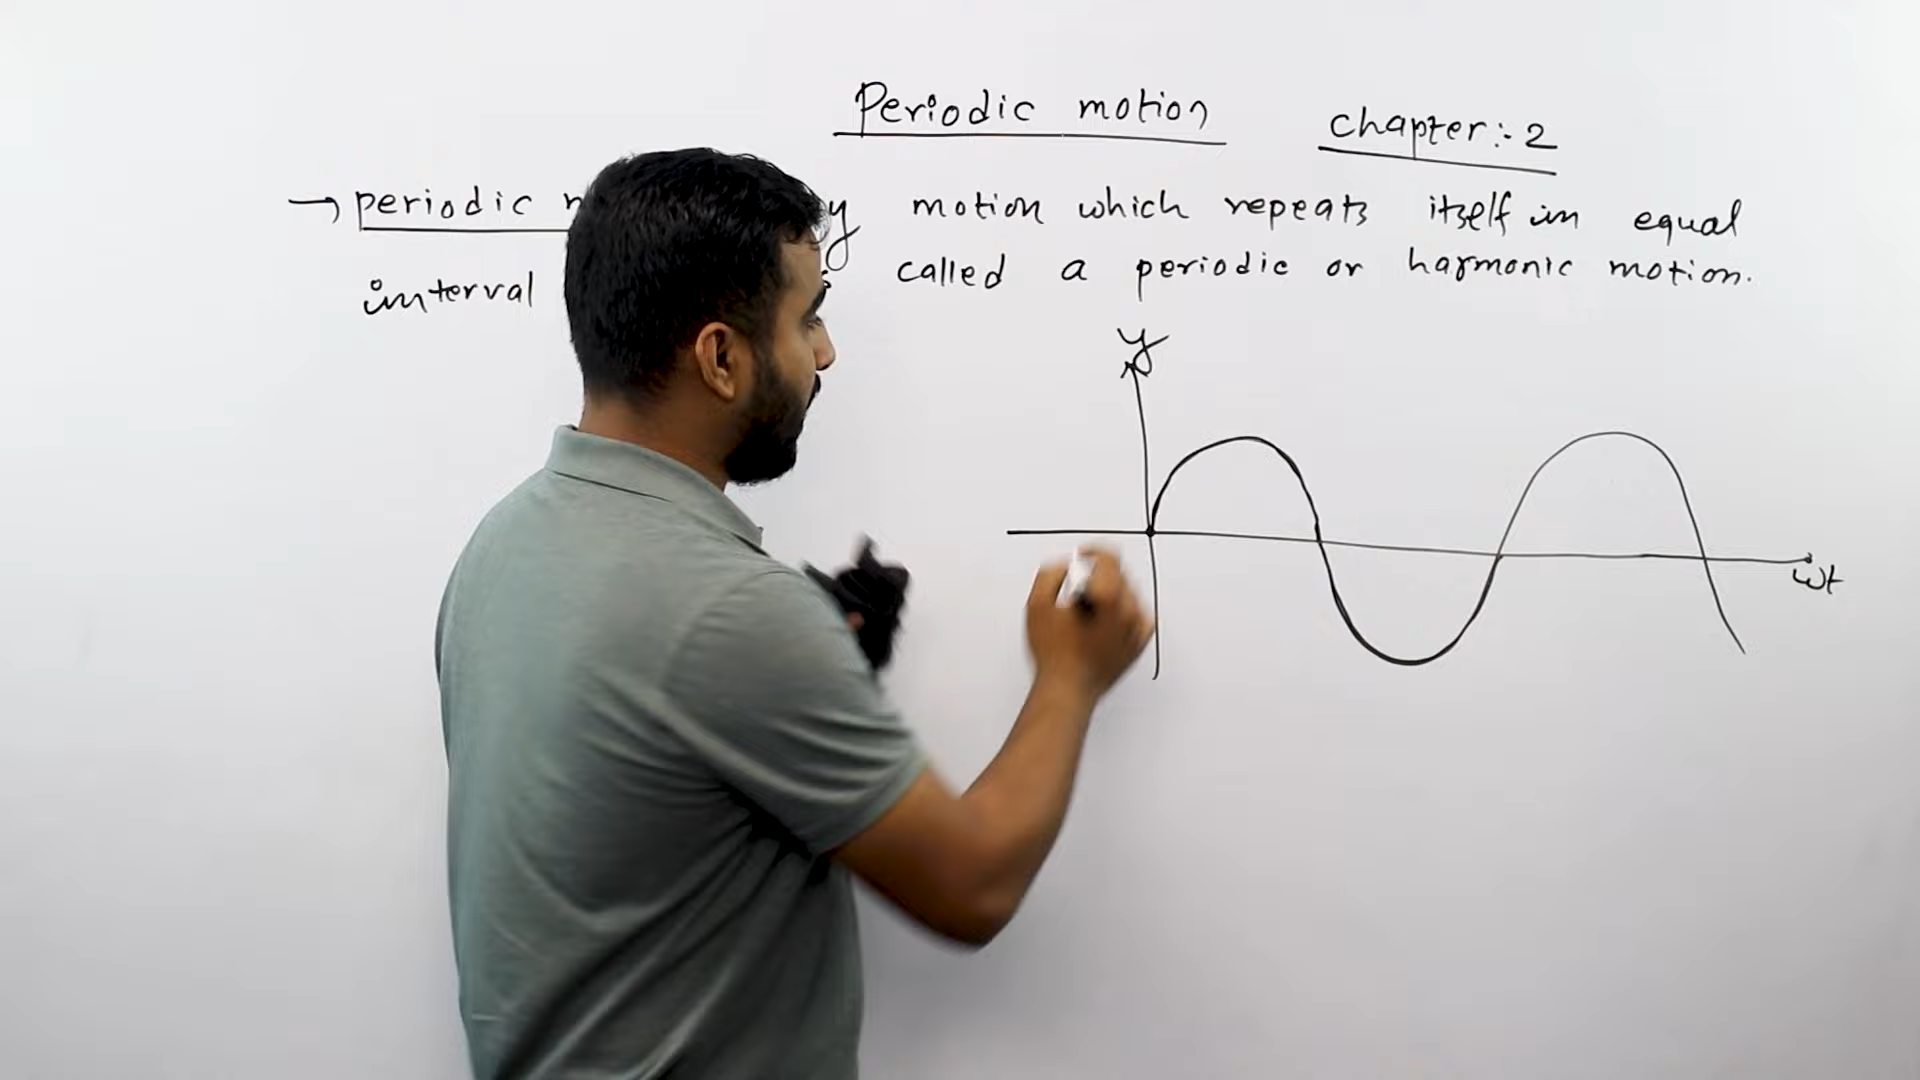 Periodic motion
chapter:- 2
→ periodic motion which repeats itself in equal
interval called a periodic or harmonic motion.
y
ωt